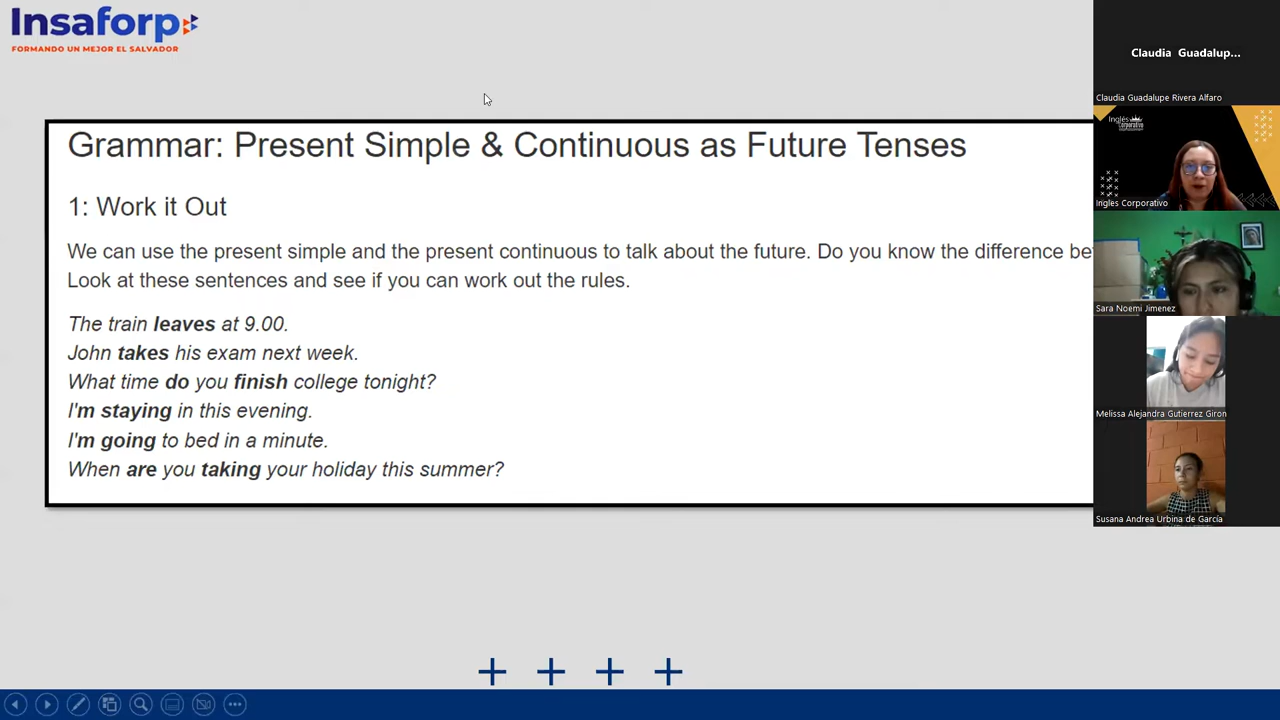 Insaforp
FORMANDO UN MEJOR EL SALVADOR
Grammar: Present Simple & Continuous as Future Tenses
1: Work it Out
We can use the present simple and the present continuous to talk about the future. Do you know the difference be
Look at these sentences and see if you can work out the rules.
The train leaves at 9.00.
John takes his exam next week.
What time do you finish college tonight?
I'm staying in this evening.
I'm going to bed in a minute.
When are you taking your holiday this summer?
Claudia Guadalup...
Claudia Guadalupe Rivera Alfaro
Inglés
Corporativo
Ingles Corporativo
Sara Noemi Jimenez
Melissa Alejandra Gutierrez Giron
Susana Andrea Urbina de García